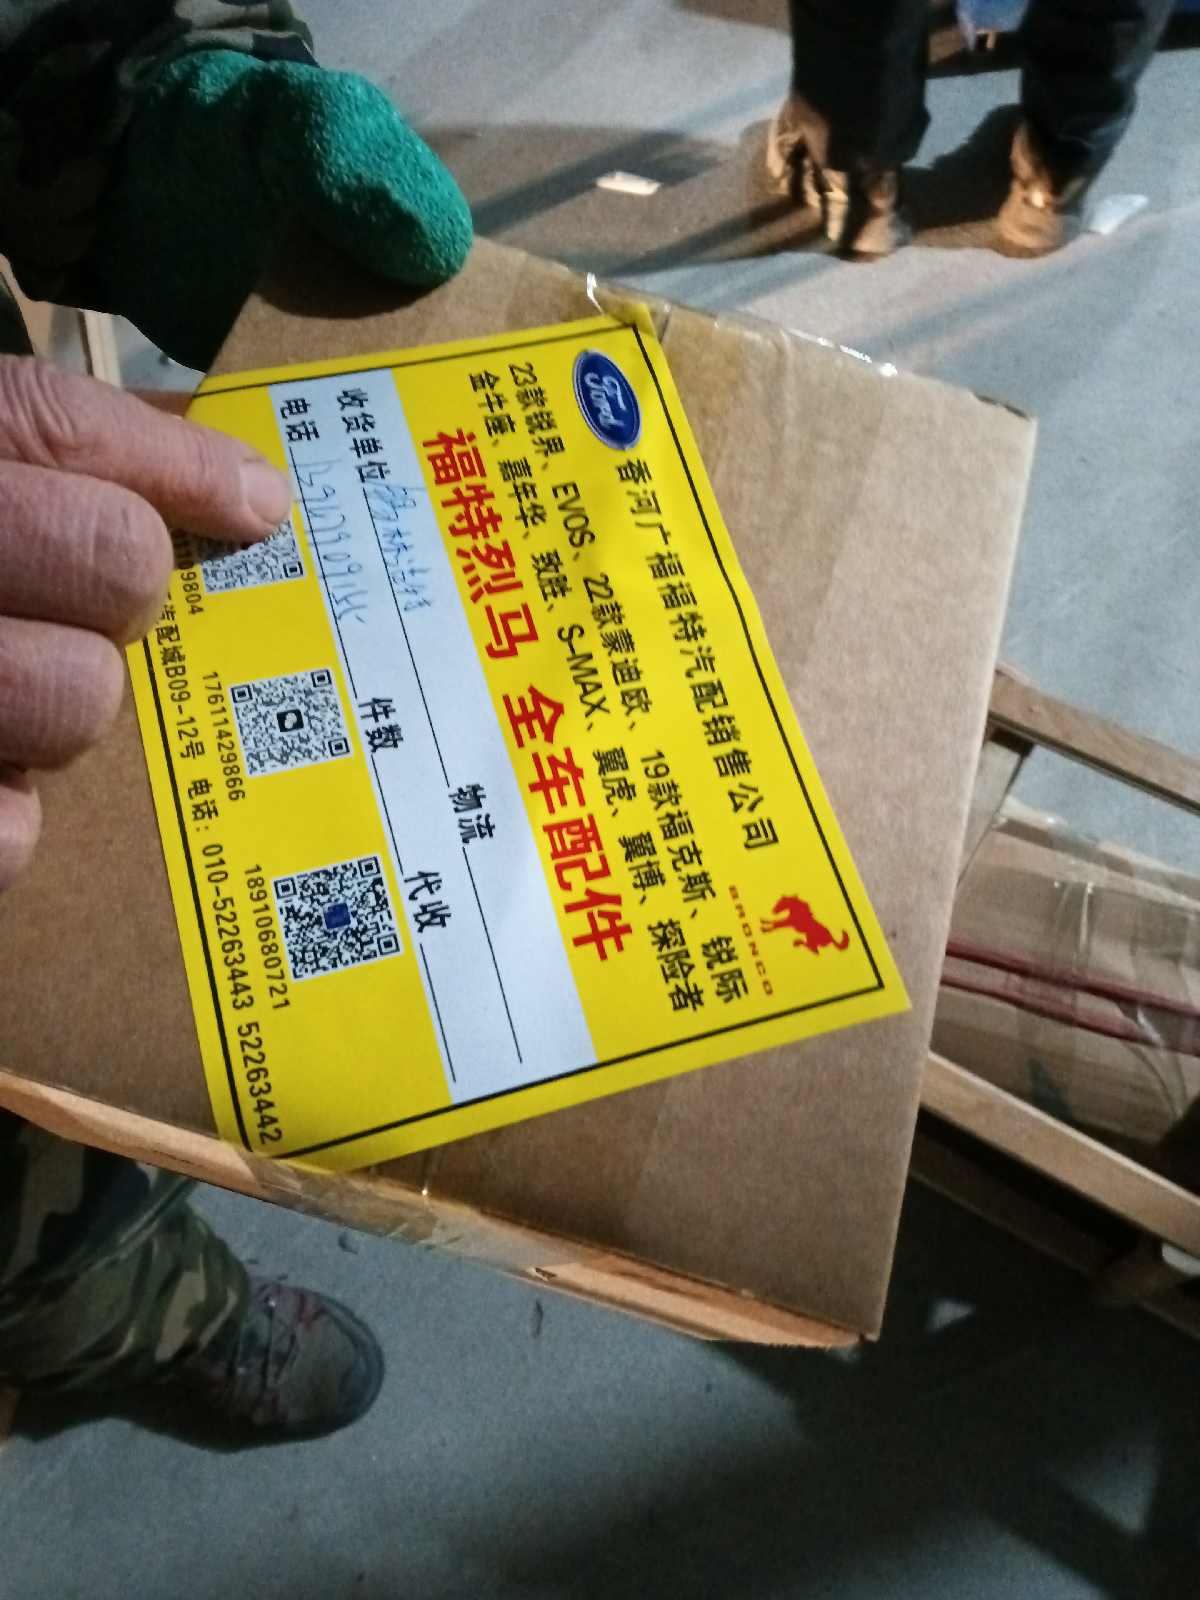 Ford
香河广福福特汽配销售公司
BRONCO
23款锐界、EVOS、22款蒙迪欧、19款福克斯、锐际
金牛座、嘉年华、致胜、S-MAX、翼虎、翼博、探险者
福特烈马 全车配件
收货单位 物流
电话 件数 代收
9804 17611429866 18910680721
汽配城B09-12号 电话：010-52263443 52263442